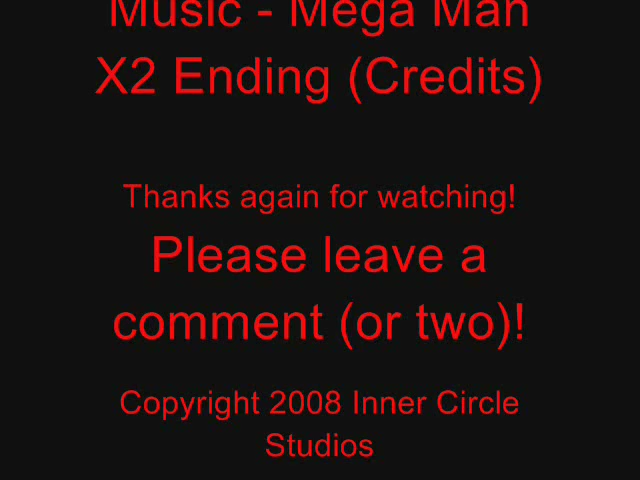 Music - Mega Man
X2 Ending (Credits)
Thanks again for watching!
Please leave a
comment (or two)!
Copyright 2008 Inner Circle
Studios